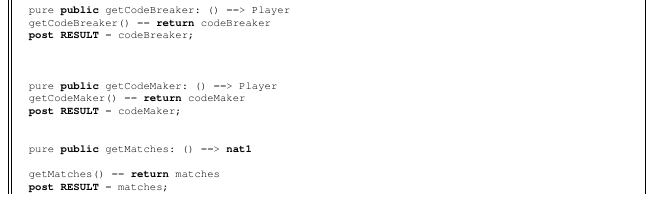 pure public getCodeBreaker: () ==> Player
getCodeBreaker() == return codeBreaker
post RESULT = codeBreaker;
pure public getCodeMaker: () ==> Player
getCodeMaker() == return codeMaker
post RESULT = codeMaker;
pure public getMatches: () ==> nat1
getMatches() == return matches
post RESULT = matches;